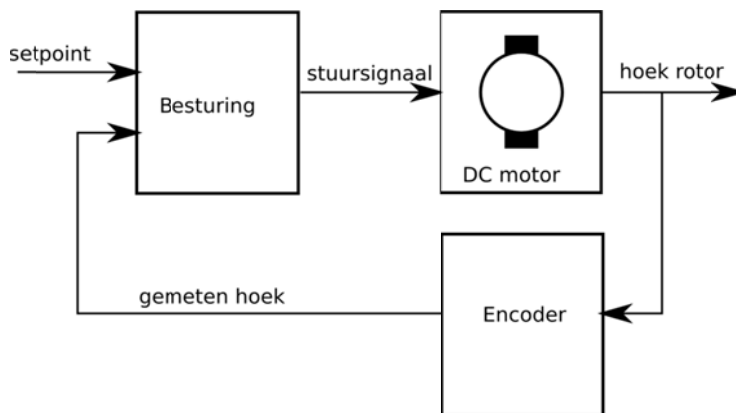 setpoint
Besturing
stuursignaal
DC motor
hoek rotor
gemeten hoek
Encoder